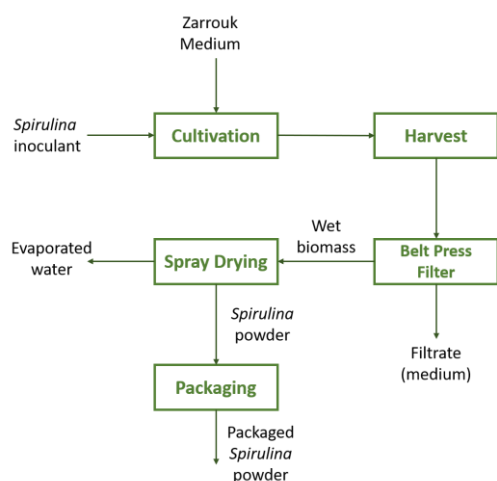 Zarrouk
Medium
Spirulina
inoculant
Cultivation
Harvest
Wet
biomass
Evaporated
water
Spray Drying
Belt Press
Filter
Spirulina
powder
Filtrate
(medium)
Packaging
Packaged
Spirulina
powder